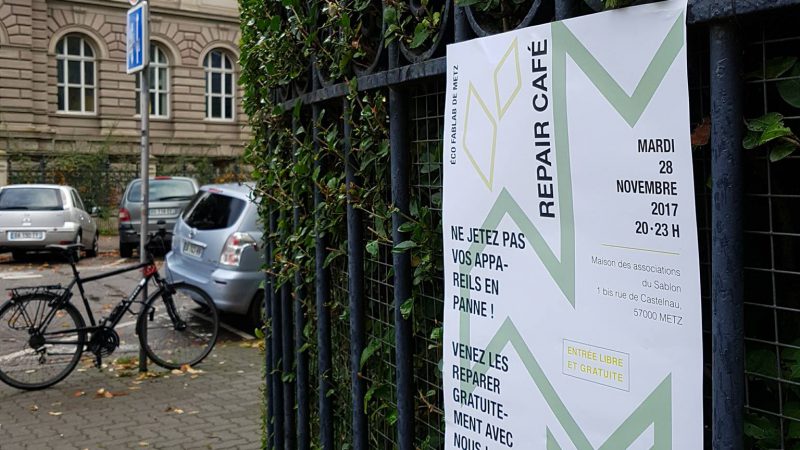 ÉCO FABLAB DE METZ
REPAIR CAFÉ
MARDI
28
NOVEMBRE
2017
20·23 H
Maison des associations
du Sablon
1 bis rue de Castelnau,
57000 METZ
ENTRÉE LIBRE
ET GRATUITE
NE JETEZ PAS
VOS APPA-
REILS EN
PANNE !
VENEZ LES
REPARER
GRATUITE-
MENT AVEC
NOUS !